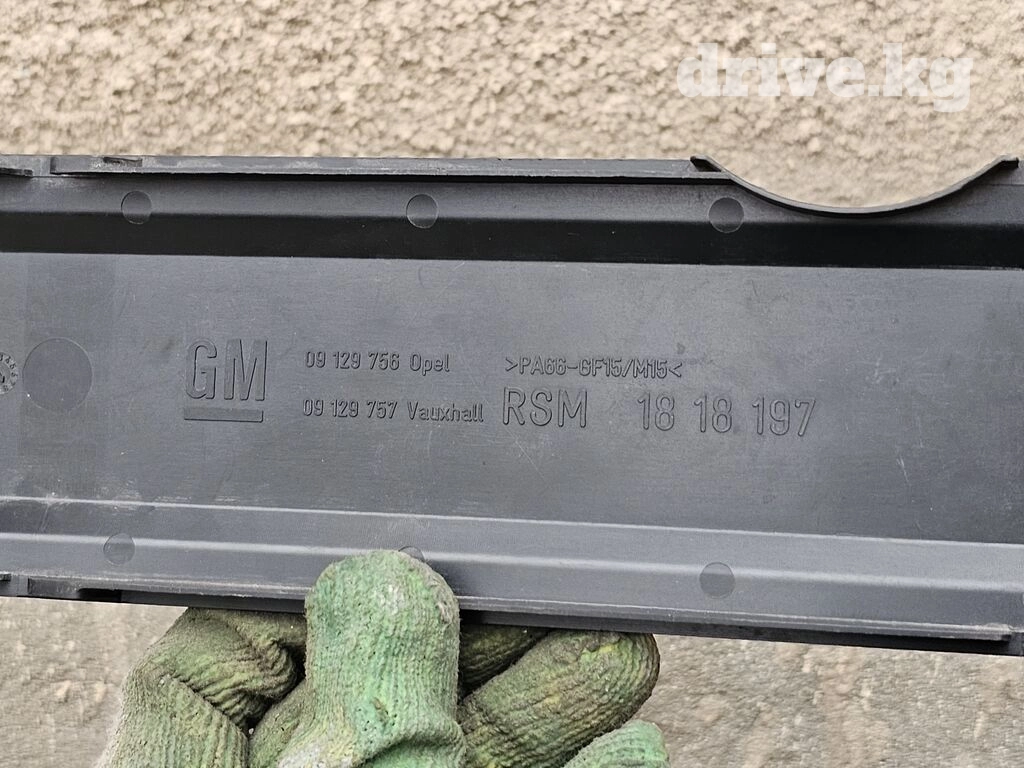 drive.kg
GM
09 129 756 Opel
09 129 757 Vauxhall
>PA66-GF15/M15<
RSM 18 18 197